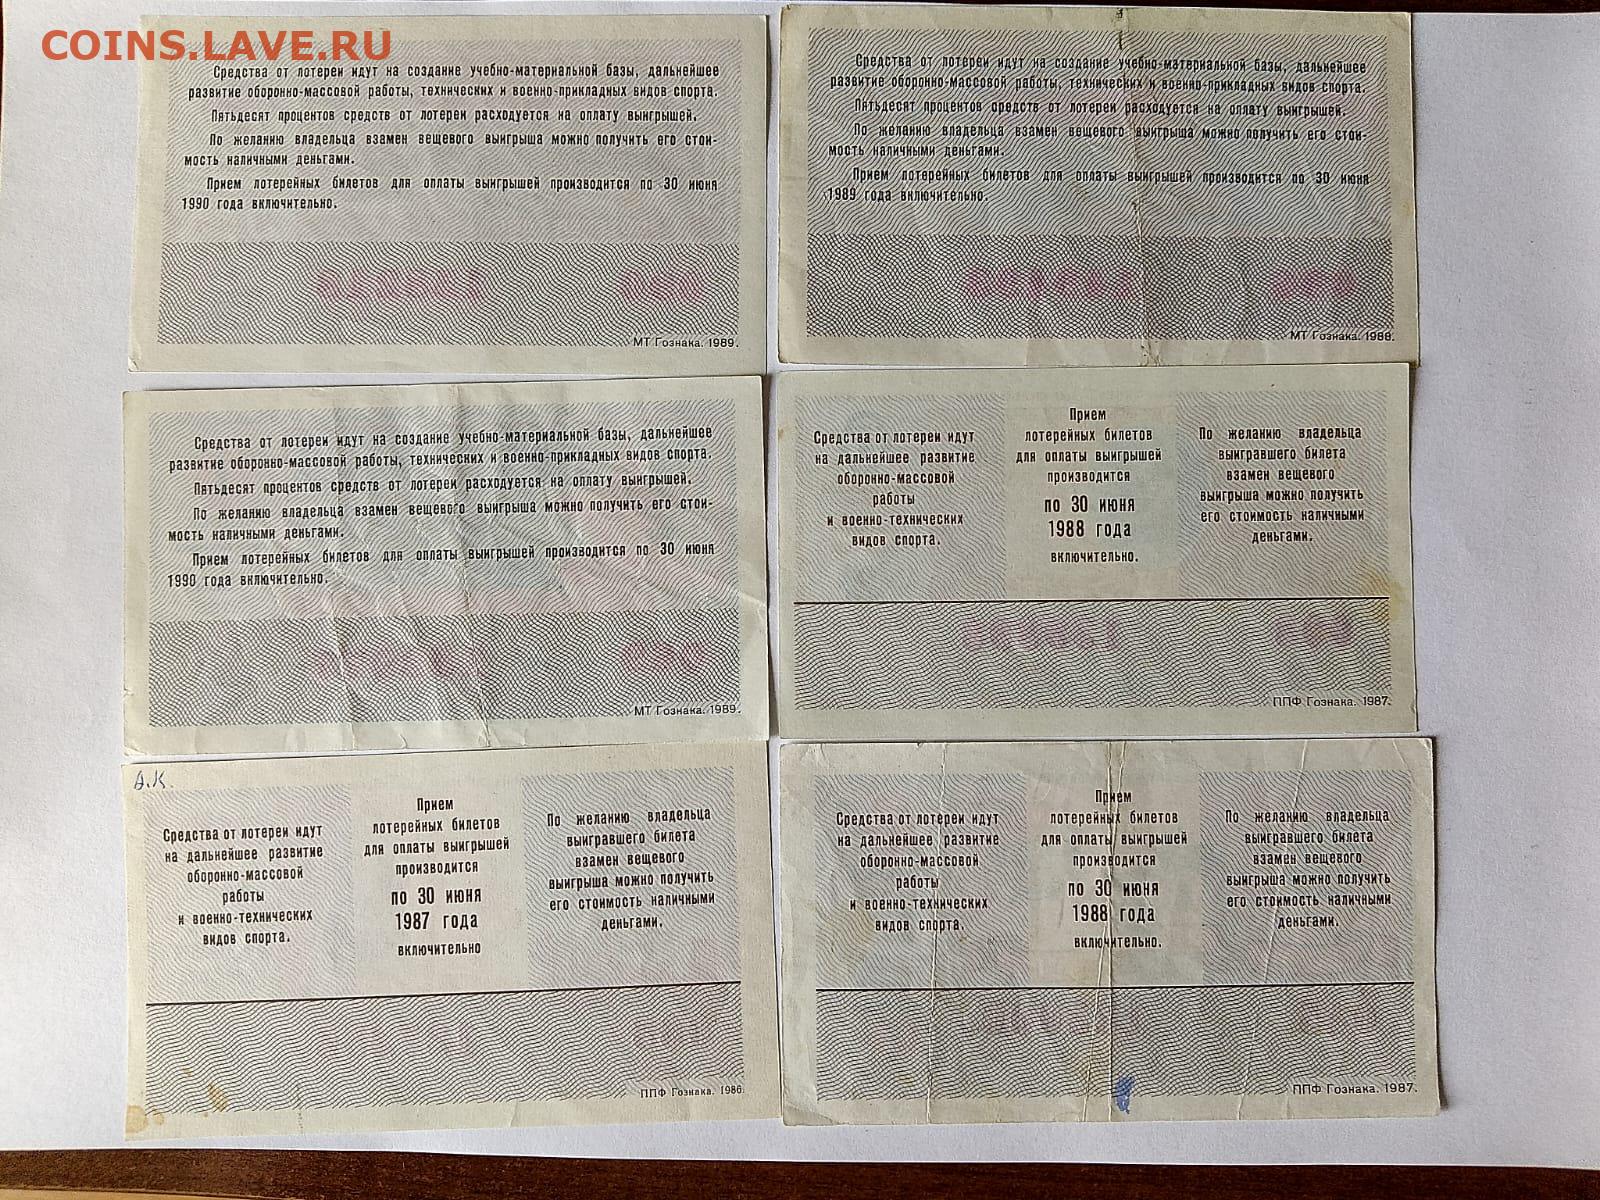 COINS.LAVE.RU
Средства от лотереи идут на создание учебно-материальной базы, дальнейшее
развитие оборонно-массовой работы, технических и военно-прикладных видов спорта.
Пятьдесят процентов средств от лотереи расходуется на оплату выигрышей.
По желанию владельца взамен вещевого выигрыша можно получить его стои-
мость наличными деньгами.
Прием лотерейных билетов для оплаты выигрышей производится по 30 июня
1990 года включительно.
МТ Гознака. 1989.
Средства от лотереи идут на создание учебно-материальной базы, дальнейшее
развитие оборонно-массовой работы, технических и военно-прикладных видов спорта.
Пятьдесят процентов средств от лотереи расходуется на оплату выигрышей.
По желанию владельца взамен вещевого выигрыша можно получить его стои-
мость наличными деньгами.
Прием лотерейных билетов для оплаты выигрышей производится по 30 июня
1989 года включительно.
МТ Гознака. 1988.
Средства от лотереи идут на создание учебно-материальной базы, дальнейшее
развитие оборонно-массовой работы, технических и военно-прикладных видов спорта.
Пятьдесят процентов средств от лотереи расходуется на оплату выигрышей.
По желанию владельца взамен вещевого выигрыша можно получить его стои-
мость наличными деньгами.
Прием лотерейных билетов для оплаты выигрышей производится по 30 июня
1990 года включительно.
МТ Гознака. 1989.
Средства от лотереи идут
на дальнейшее развитие
оборонно-массовой
работы
и военно-технических
видов спорта.
Прием
лотерейных билетов
для оплаты выигрышей
производится
по 30 июня
1988 года
включительно.
По желанию владельца
выигравшего билета
взамен вещевого
выигрыша можно получить
его стоимость наличными
деньгами.
ППФ Гознака. 1987.
А.К.
Средства от лотереи идут
на дальнейшее развитие
оборонно-массовой
работы
и военно-технических
видов спорта.
Прием
лотерейных билетов
для оплаты выигрышей
производится
по 30 июня
1987 года
включительно
По желанию владельца
выигравшего билета
взамен вещевого
выигрыша можно получить
его стоимость наличными
деньгами.
ППФ Гознака. 1986.
Средства от лотереи идут
на дальнейшее развитие
оборонно-массовой
работы
и военно-технических
видов спорта.
Прием
лотерейных билетов
для оплаты выигрышей
производится
по 30 июня
1988 года
включительно.
По желанию владельца
выигравшего билета
взамен вещевого
выигрыша можно получить
его стоимость наличными
деньгами.
ППФ Гознака. 1987.